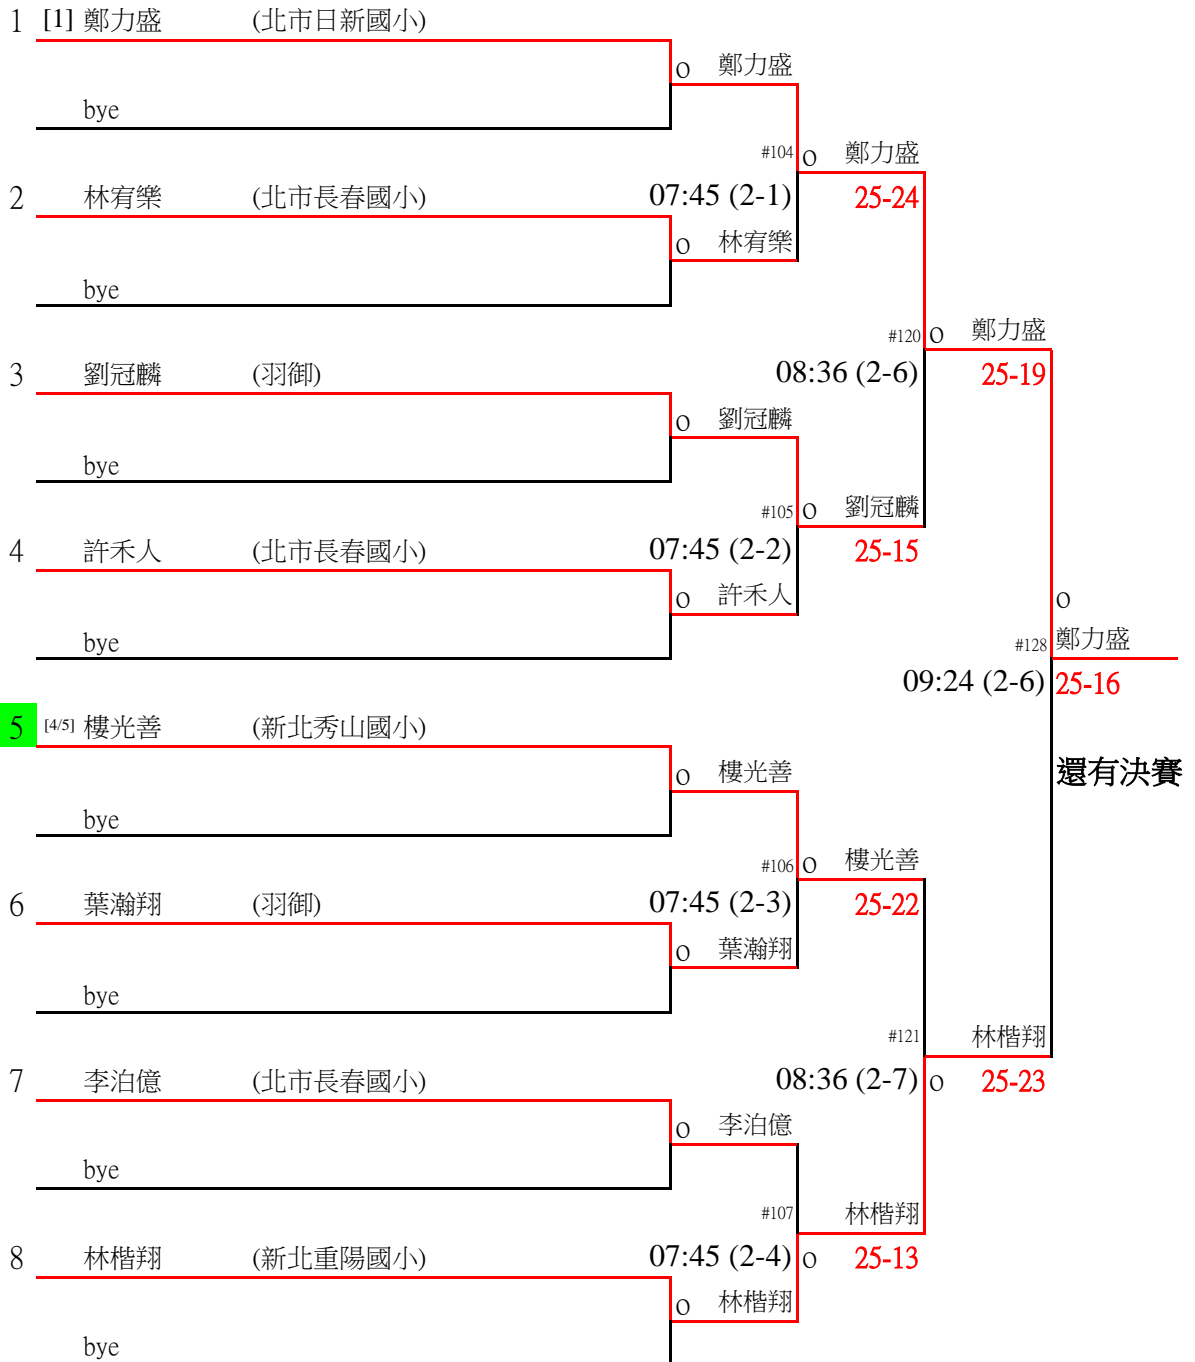 1 [1] 鄭力盛 (北市日新國小)
O 鄭力盛
bye
#104 O 鄭力盛
2 林宥樂 (北市長春國小) 07:45 (2-1) 25-24
O 林宥樂
bye
#120 O 鄭力盛
3 劉冠麟 (羽御) 08:36 (2-6) 25-19
O 劉冠麟
bye
#105 O 劉冠麟
4 許禾人 (北市長春國小) 07:45 (2-2) 25-15
O 許禾人
O
bye #128 鄭力盛
09:24 (2-6) 25-16
5 [4/5] 樓光善 (新北秀山國小)
O 樓光善 還有決賽
bye
#106 O 樓光善
6 葉瀚翔 (羽御) 07:45 (2-3) 25-22
O 葉瀚翔
bye
#121 林楷翔
7 李泊億 (北市長春國小) 08:36 (2-7) O 25-23
O 李泊億
bye
#107 林楷翔
8 林楷翔 (新北重陽國小) 07:45 (2-4) O 25-13
O 林楷翔
bye